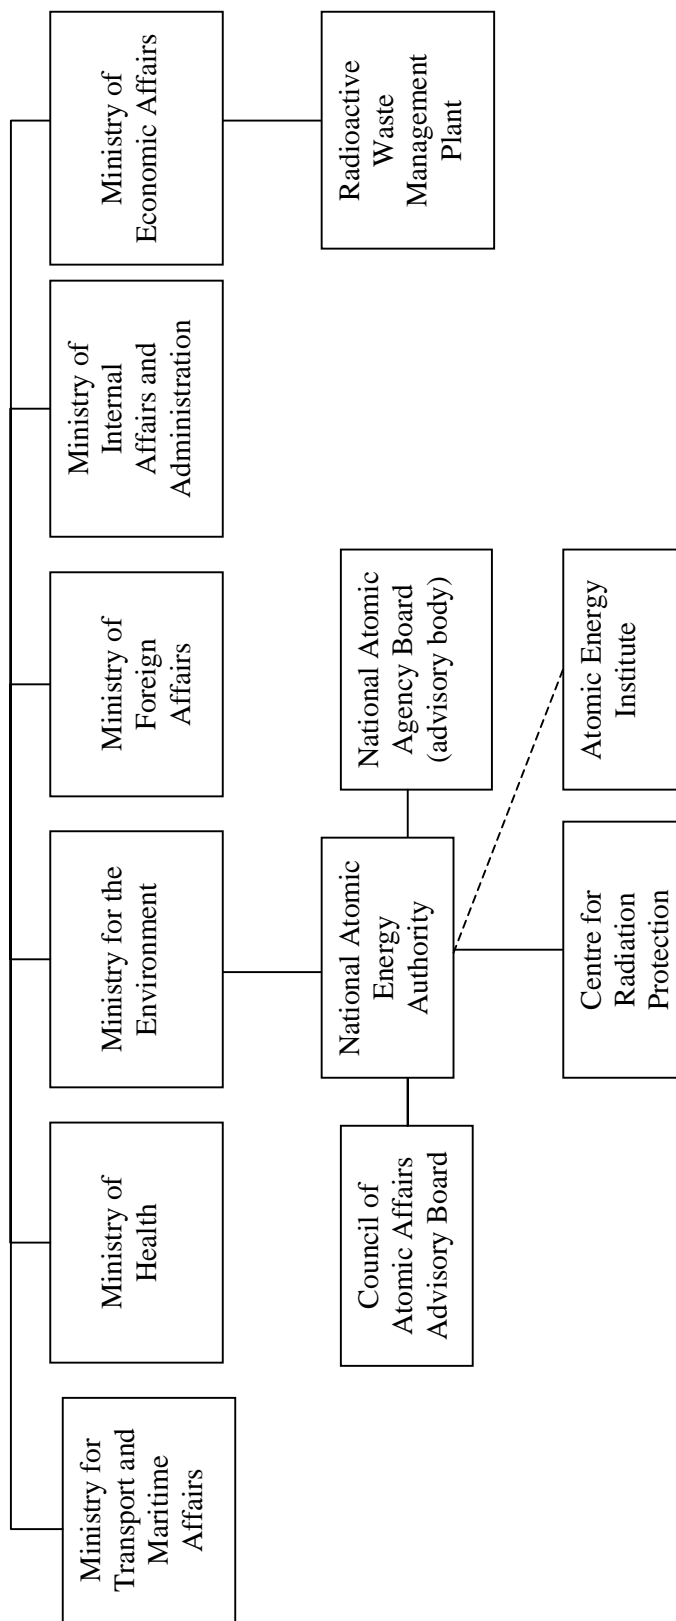 Ministry for
Transport and
Maritime
Affairs
Ministry of
Health
Ministry for the
Environment
Ministry of
Foreign
Affairs
Ministry of
Internal
Affairs and
Administration
Ministry of
Economic Affairs
Council of
Atomic Affairs
Advisory Board
National Atomic
Energy
Authority
National Atomic
Agency Board
(advisory body)
Radioactive
Waste
Management
Plant
Centre for
Radiation
Protection
Atomic Energy
Institute